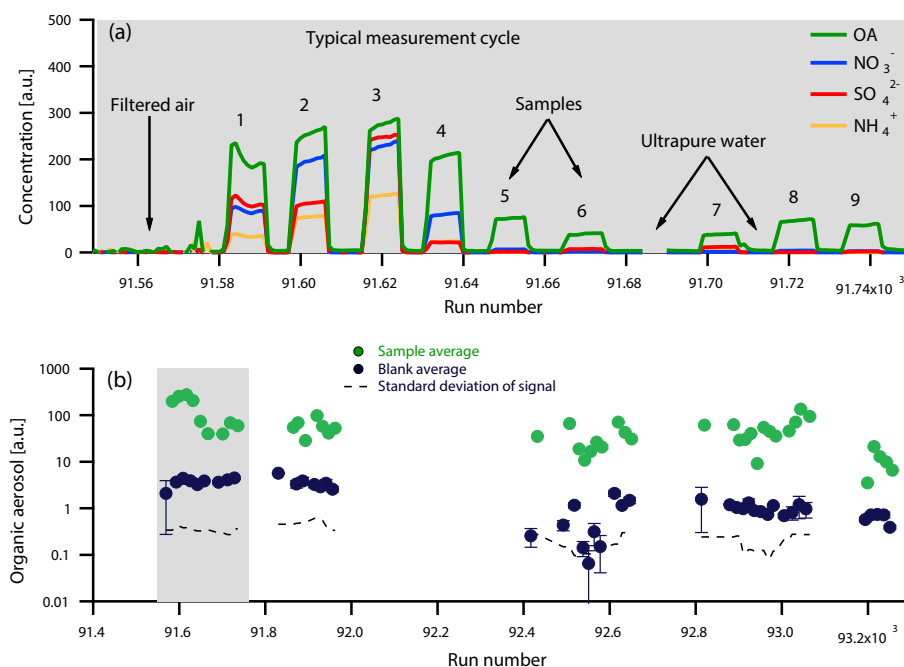 (a)
Typical measurement cycle
OA
NO3-
SO42-
NH4+
Filtered air
Samples
Ultrapure water
1
2
3
4
5
6
7
8
9
Concentration [a.u.]
500
400
300
200
100
0
91.56
91.58
91.60
91.62
91.64
91.66
91.68
91.70
91.72
91.74x10 3
Run number
Sample average
Blank average
Standard deviation of signal
(b)
Organic aerosol [a.u.]
1000
100
10
1
0.1
0.01
91.4
91.6
91.8
92.0
92.2
92.4
92.6
92.8
93.0
93.2x10 3
Run number